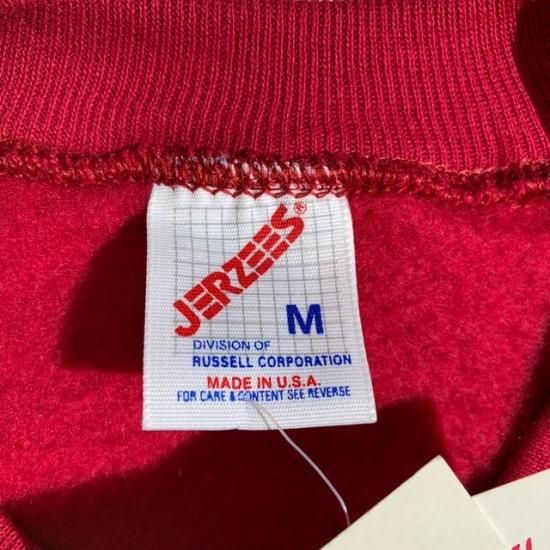 JERZEES®
M
DIVISION OF
RUSSELL CORPORATION
MADE IN U.S.A.
FOR CARE & CONTENT SEE REVERSE